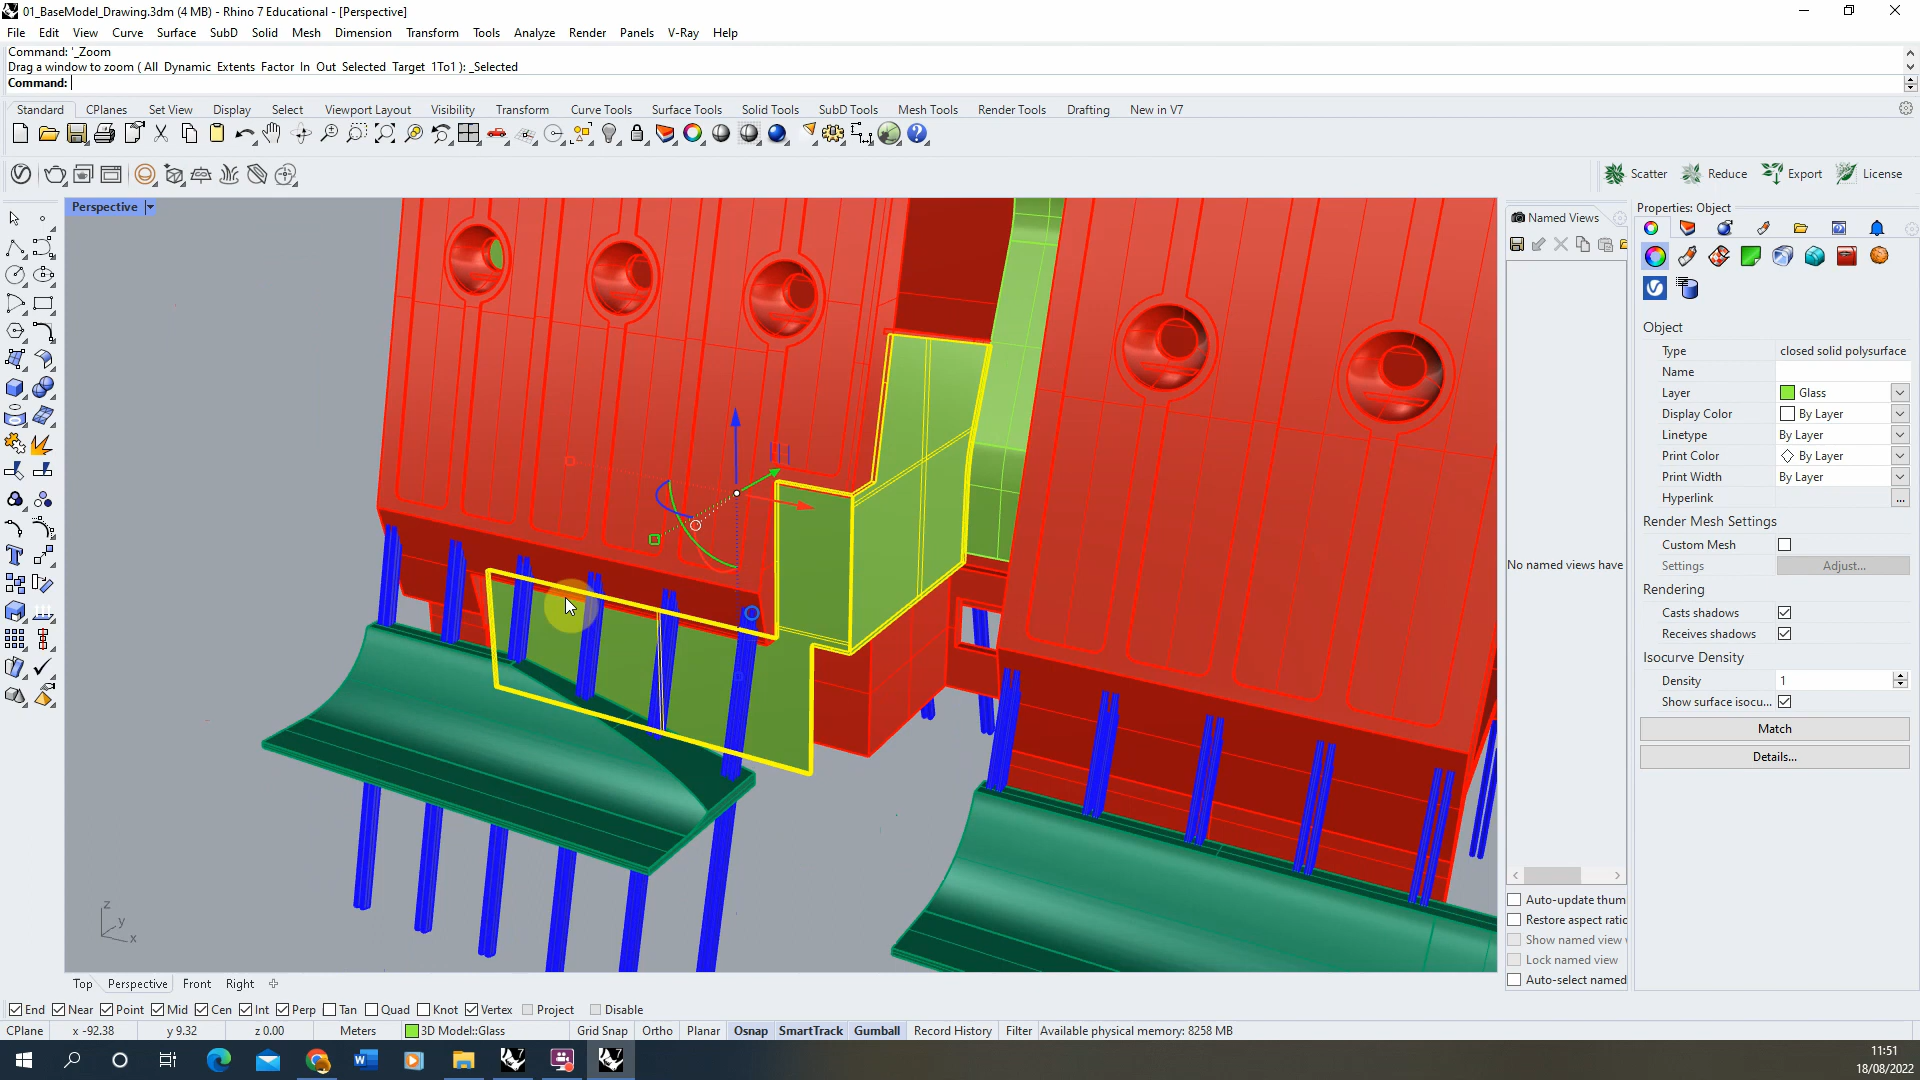 01_BaseModel_Drawing.3dm (4 MB) - Rhino 7 Educational - [Perspective]
File Edit View Curve Surface SubD Solid Mesh Dimension Transform Tools Analyze Render Panels V-Ray Help
Command: '_Zoom
Drag a window to zoom ( All Dynamic Extents Factor In Out Selected Target 1To1 ): _Selected
Command:
Standard CPlanes Set View Display Select Viewport Layout Visibility Transform Curve Tools Surface Tools Solid Tools SubD Tools Mesh Tools Render Tools Drafting New in V7
Scatter Reduce Export License
Perspective
Named Views
No named views have
Auto-update thum
Restore aspect ratio
Show named view
Lock named view
Auto-select named
Properties: Object
Object
Type closed solid polysurface
Name
Layer Glass
Display Color By Layer
Linetype By Layer
Print Color By Layer
Print Width By Layer
Hyperlink ...
Render Mesh Settings
Custom Mesh
Settings Adjust...
Rendering
Casts shadows
Receives shadows
Isocurve Density
Density 1
Show surface isocu...
Match
Details...
z
y
x
Top Perspective Front Right
End Near Point Mid Cen Int Perp Tan Quad Knot Vertex Project Disable
CPlane x -92.38 y 9.32 z 0.00 Meters 3D Model::Glass Grid Snap Ortho Planar Osnap SmartTrack Gumball Record History Filter Available physical memory: 8258 MB
11:51
18/08/2022